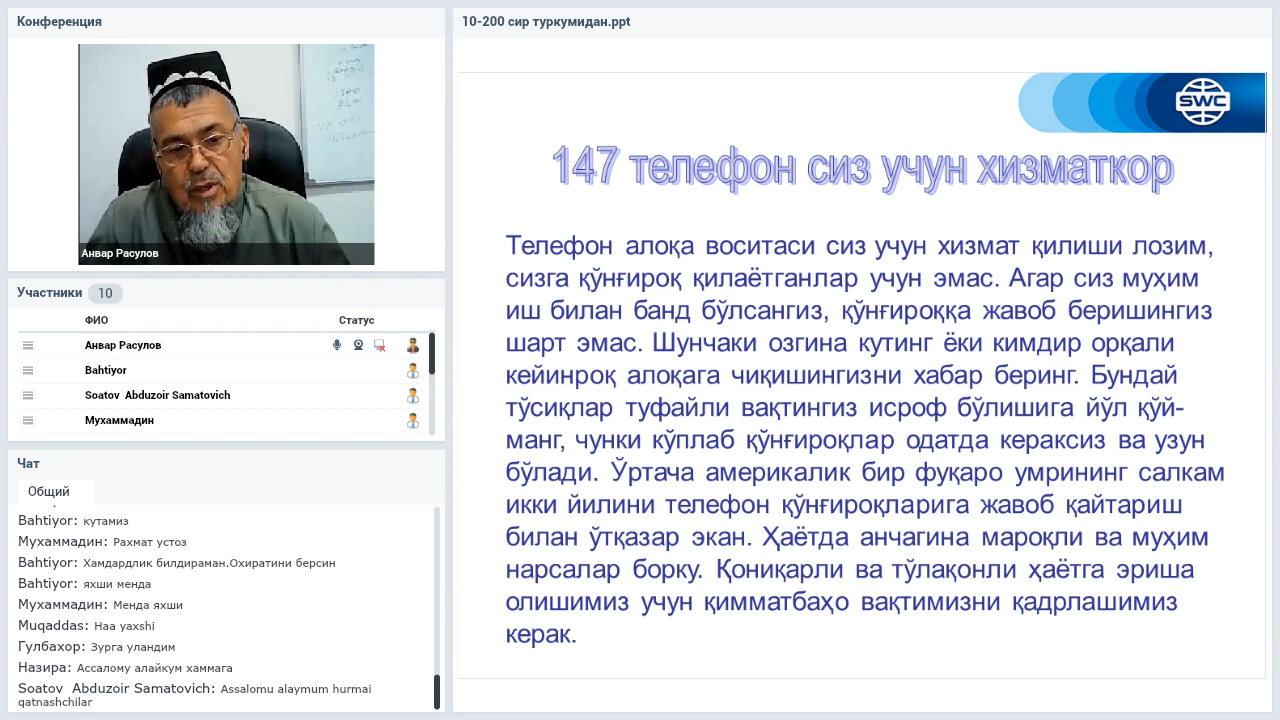 Конференция
Анвар Расулов
Участники 10
ФИО Статус
Анвар Расулов
Bahtiyor
Soatov Abduzoir Samatovich
Мухаммадин
Чат
Общий
Bahtiyor: кутамиз
Мухаммадин: Рахмат устоз
Bahtiyor: Хамдардлик билдираман.Охиратини берсин
Bahtiyor: яхши менда
Мухаммадин: Менда яхши
Muqaddas: Haa yaxshi
Гулбахор: Зурга уландим
Назира: Ассалому алайкум хаммага
Soatov Abduzoir Samatovich: Assalomu alaymum hurmai
qatnashchilar
10-200 сир туркумидан.ppt
SWC
147 телефон сиз учун хизматкор
Телефон алоқа воситаси сиз учун хизмат қилиши лозим,
сизга қўнғироқ қилаётганлар учун эмас. Агар сиз муҳим
иш билан банд бўлсангиз, қўнғироққа жавоб беришингиз
шарт эмас. Шунчаки озгина кутинг ёки кимдир орқали
кейинроқ алоқага чиқишингизни хабар беринг. Бундай
тўсиқлар туфайли вақтингиз исроф бўлишига йўл қўй-
манг, чунки кўплаб қўнғироқлар одатда кераксиз ва узун
бўлади. Ўртача америкалик бир фуқаро умрининг салкам
икки йилини телефон қўнғироқларига жавоб қайтариш
билан ўтқазар экан. Ҳаётда анчагина мароқли ва муҳим
нарсалар борку. Қониқарли ва тўлақонли ҳаётга эриша
олишимиз учун қимматбаҳо вақтимизни қадрлашимиз
керак.